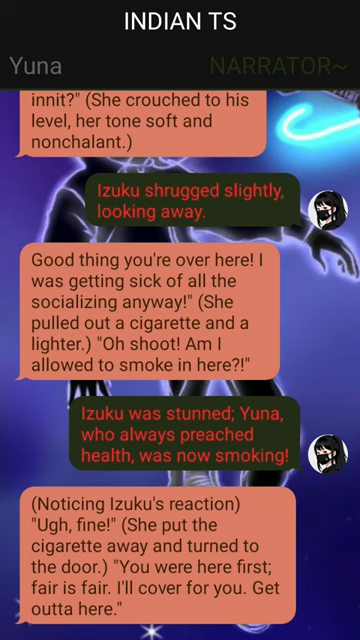 INDIAN TS
Yuna
NARRATOR~
innit?" (She crouched to his
level, her tone soft and
nonchalant.)
Izuku shrugged slightly,
looking away.
Good thing you're over here! I
was getting sick of all the
socializing anyway!" (She
pulled out a cigarette and a
lighter.) "Oh shoot! Am I
allowed to smoke in here?!"
Izuku was stunned; Yuna,
who always preached
health, was now smoking!
(Noticing Izuku's reaction)
"Ugh, fine!" (She put the
cigarette away and turned to
the door.) "You were here first;
fair is fair. I'll cover for you. Get
outta here."